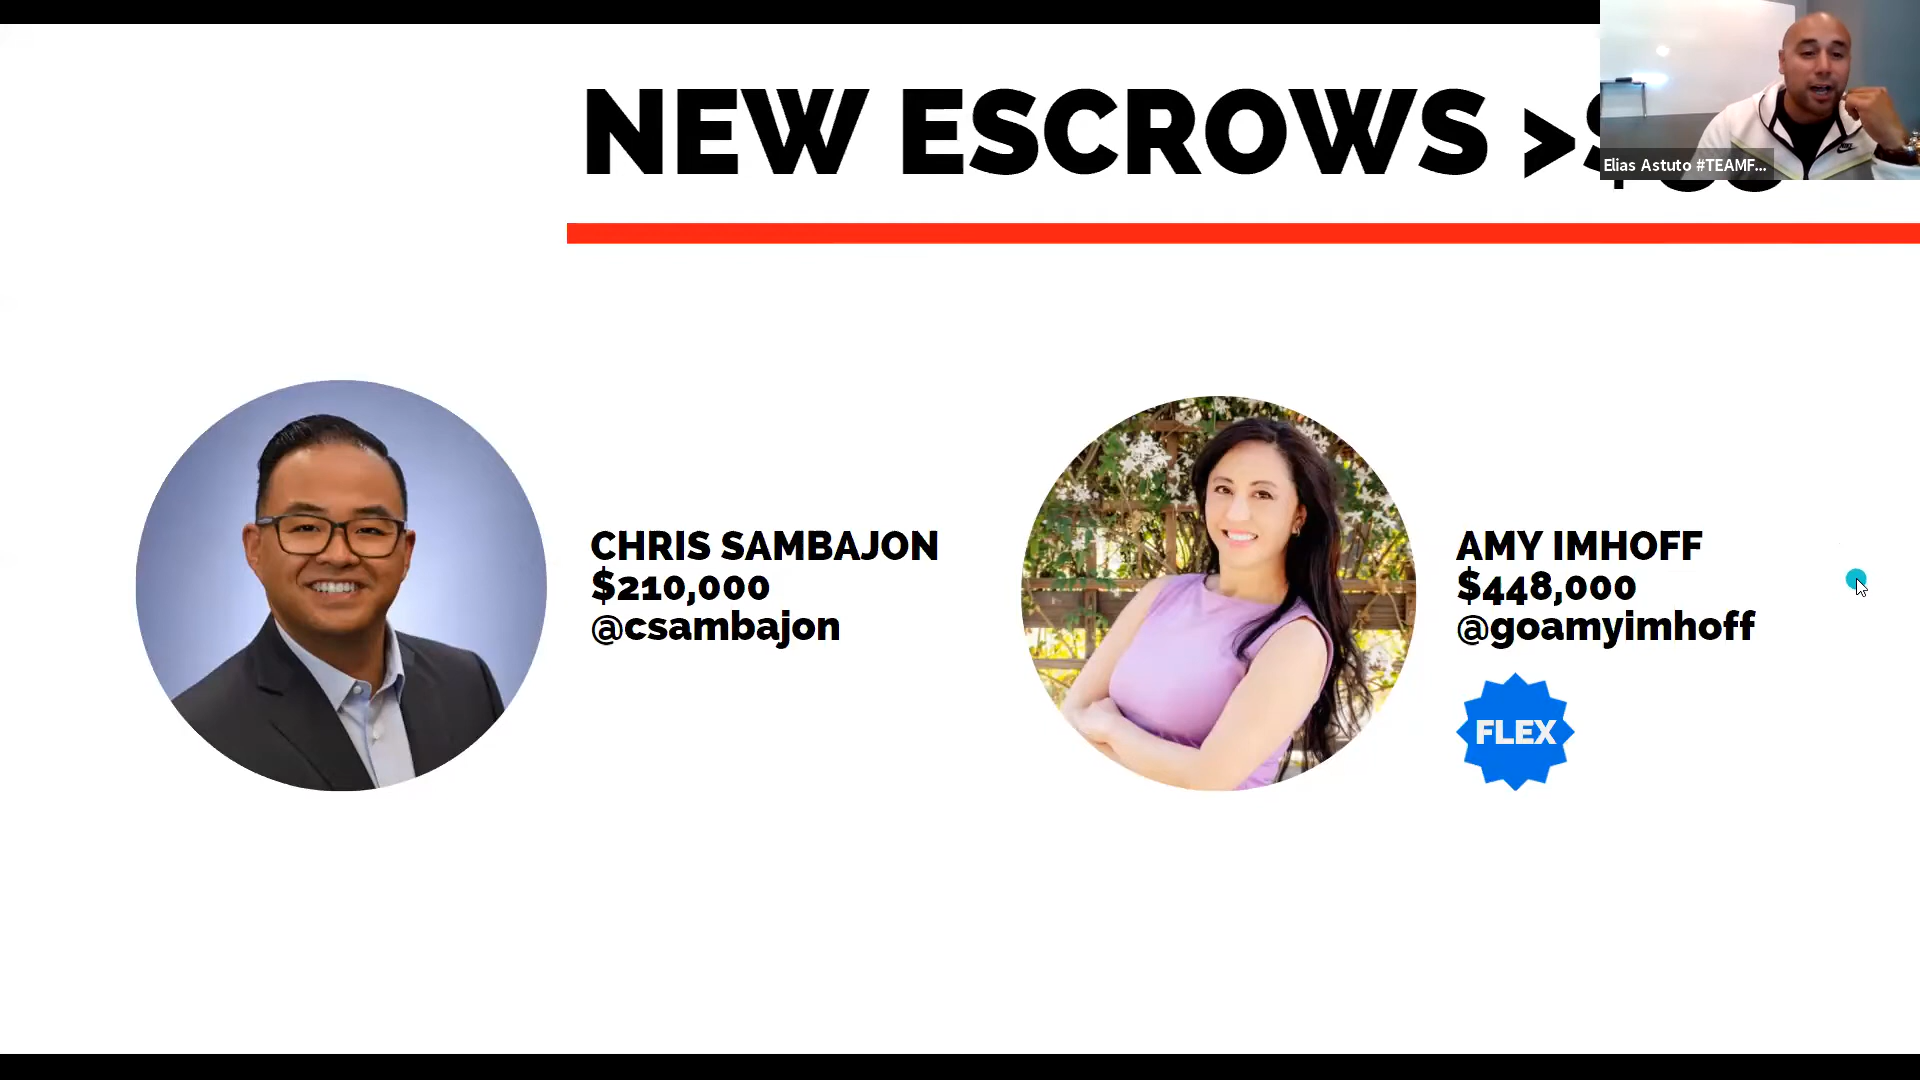 NEW ESCROWS >$
Elias Astuto #TEAMF...
CHRIS SAMBAJON
$210,000
@csambajon
AMY IMHOFF
$448,000
@goamyimhoff
FLEX